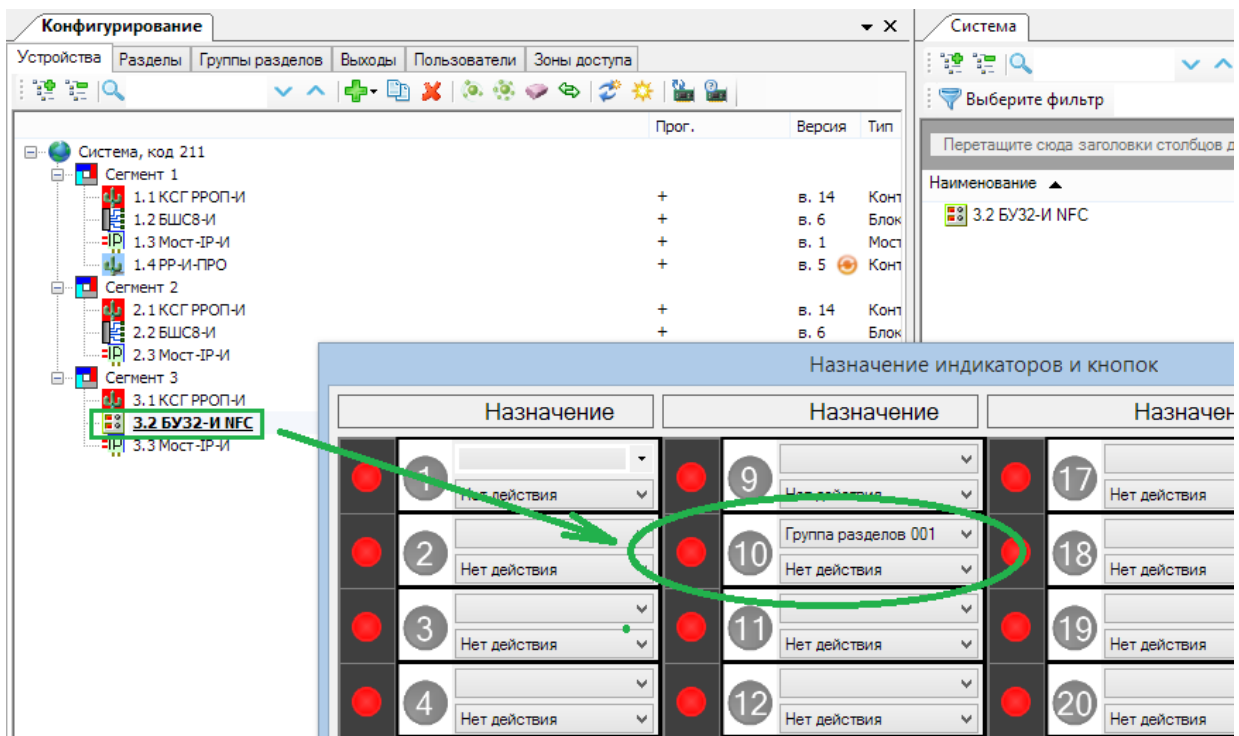 Конфигурирование
Система
Устройства Разделы Группы разделов Выходы Пользователи Зоны доступа
Выберите фильтр
Прог. Версия Тип
Перетащите сюда заголовки столбцов д
Система, код 211
Сегмент 1
Наименование
1.1 КСГ РРОП-И + в. 14 Конт
3.2 БУ32-И NFC
1.2 БШС8-И + в. 6 Блок
1.3 Мост-IP-И + в. 1 Мост
1.4 РР-И-ПРО + в. 5 Конт
Сегмент 2
2.1 КСГ РРОП-И + в. 14 Конт
2.2 БШС8-И + в. 6 Блок
2.3 Мост-IP-И
Назначение индикаторов и кнопок
Сегмент 3
3.1 КСГ РРОП-И
Назначение Назначение Назначен
3.2 БУ32-И NFC
3.3 Мост-IP-И
1 9 17
Нет действия Нет действия Нет действия
Группа разделов 001
2 10 18
Нет действия Нет действия Нет действия
3 11 19
Нет действия Нет действия Нет действия
4 12 20
Нет действия Нет действия Нет действия